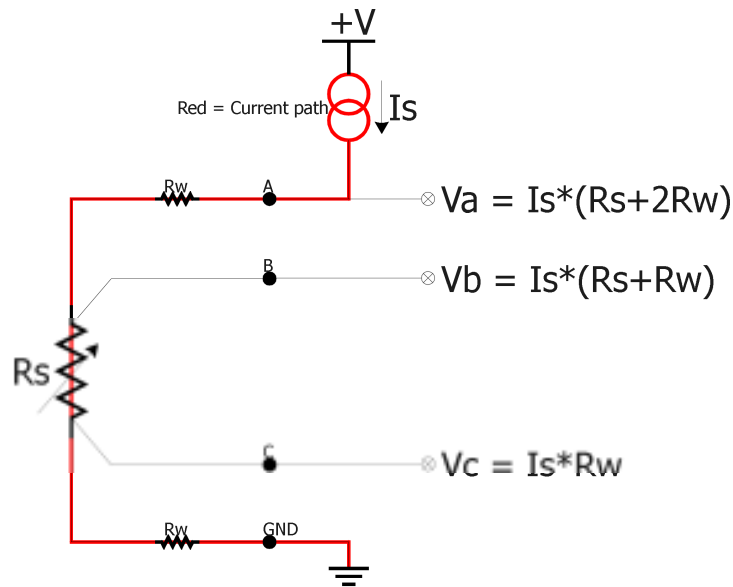 +V
Red = Current path
Is
Rw
A
Va = Is*(Rs+2Rw)
B
Vb = Is*(Rs+Rw)
Rs
C
Vc = Is*Rw
Rw
GND